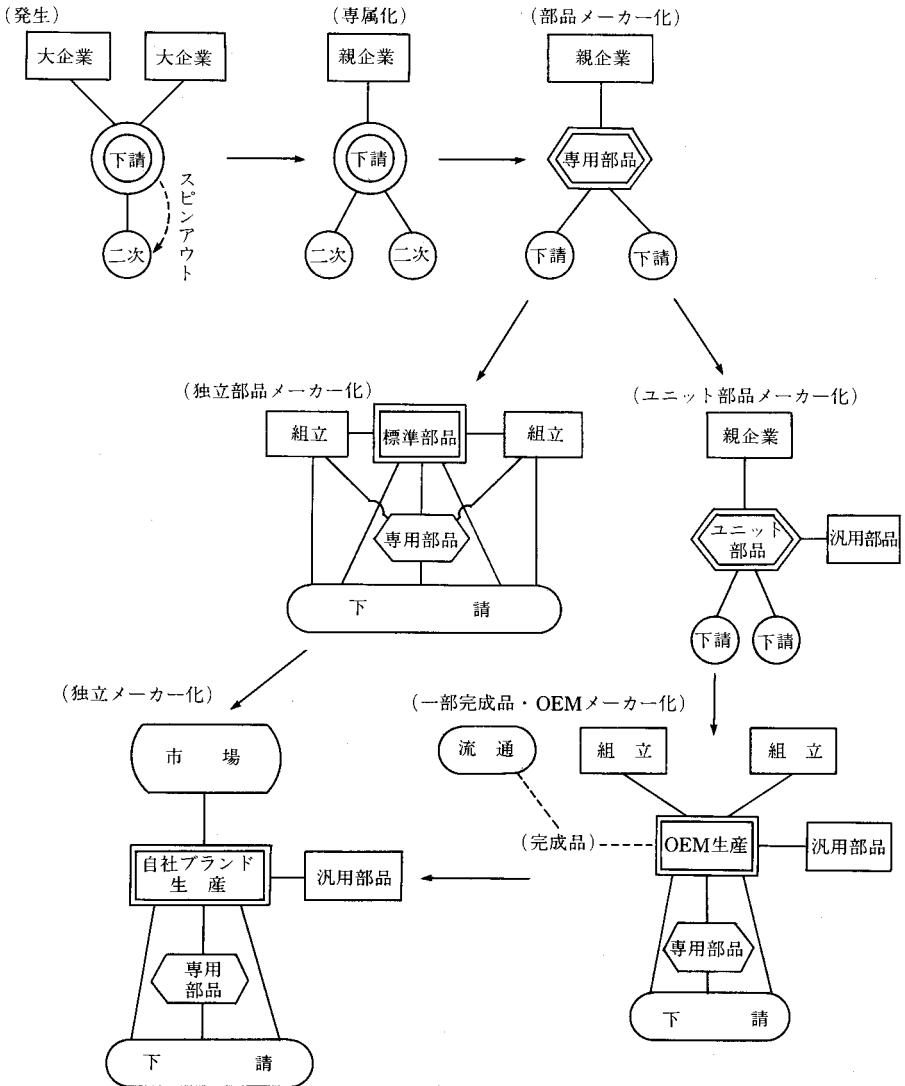 (発生)
(専属化)
(部品メーカー化)
大企業
大企業
親企業
親企業
下請
スピンアウト
二次
下請
二次
二次
専用部品
下請
下請
(独立部品メーカー化)
組立
標準部品
組立
専用部品
下 請
(ユニット部品メーカー化)
親企業
ユニット
部品
汎用部品
下請
下請
(独立メーカー化)
市 場
自社ブランド
生 産
汎用部品
専用
部品
下 請
(一部完成品・OEMメーカー化)
流 通
組 立
組 立
(完成品)
OEM生産
汎用部品
専用部品
下 請